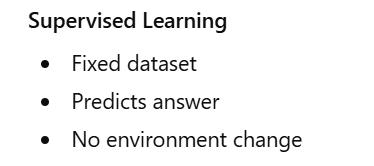 Supervised Learning
• Fixed dataset
• Predicts answer
• No environment change